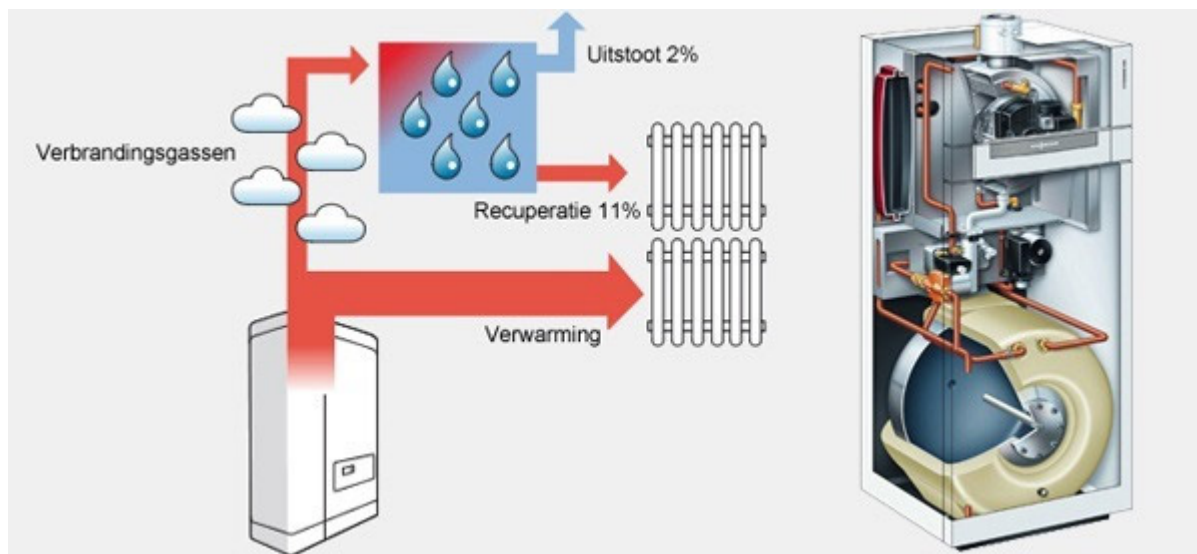 Uitstoot 2%
Verbrandingsgassen
Recuperatie 11%
Verwarming